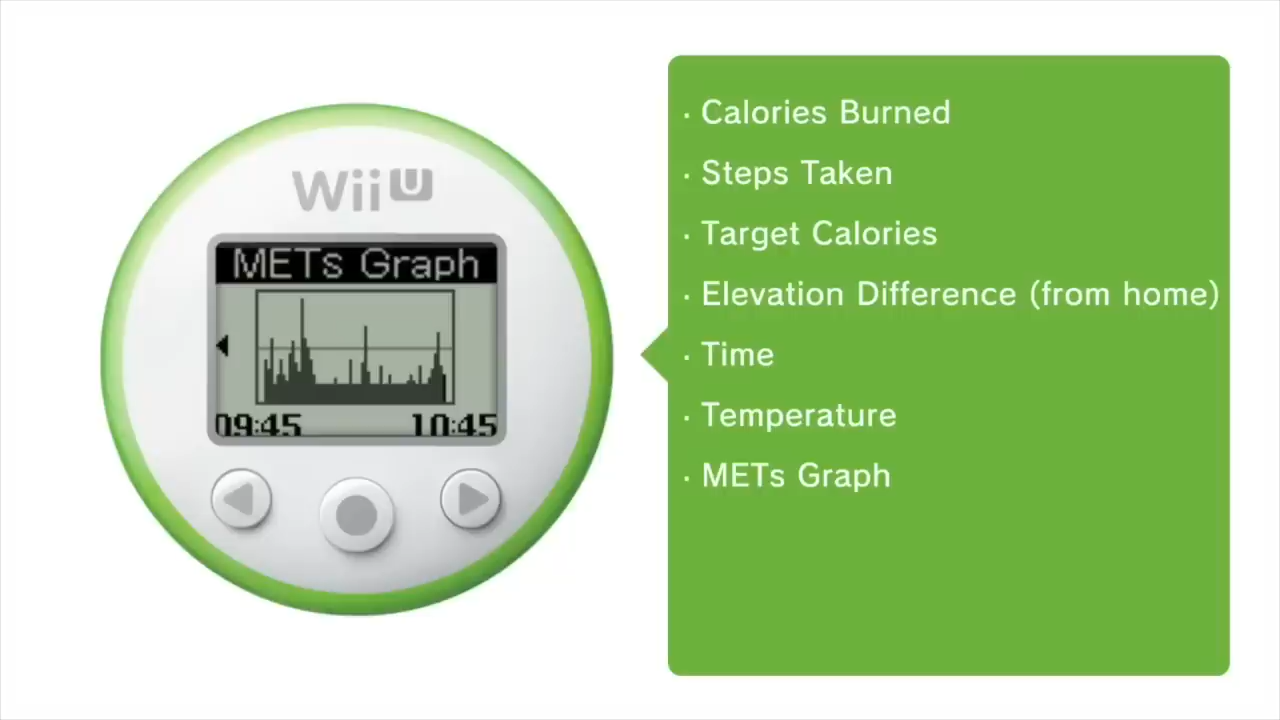 Wii U
METs Graph
09:45 10:45
· Calories Burned
· Steps Taken
· Target Calories
· Elevation Difference (from home)
· Time
· Temperature
· METs Graph